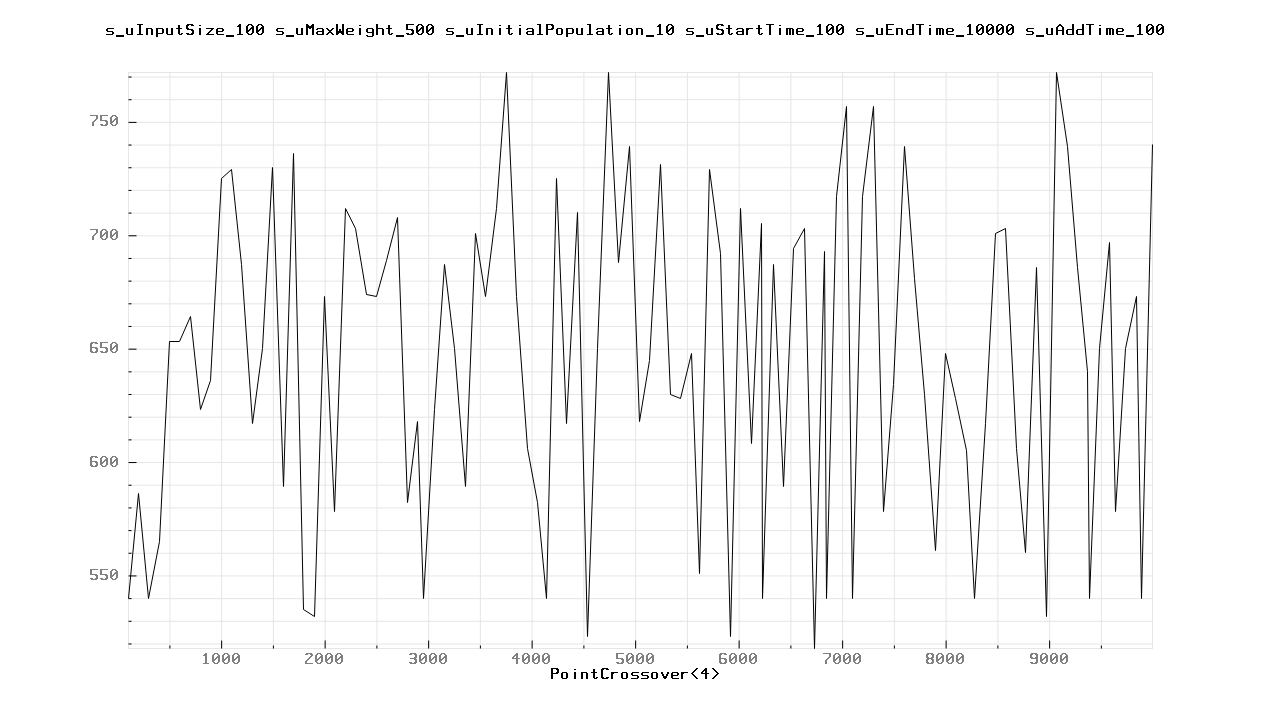 s_uInputSize_100 s_uMaxWeight_500 s_uInitialPopulation_10 s_uStartTime_100 s_uEndTime_10000 s_uAddTime_100
750
700
650
600
550
1000 2000 3000 4000 5000 6000 7000 8000 9000
PointCrossover<4>